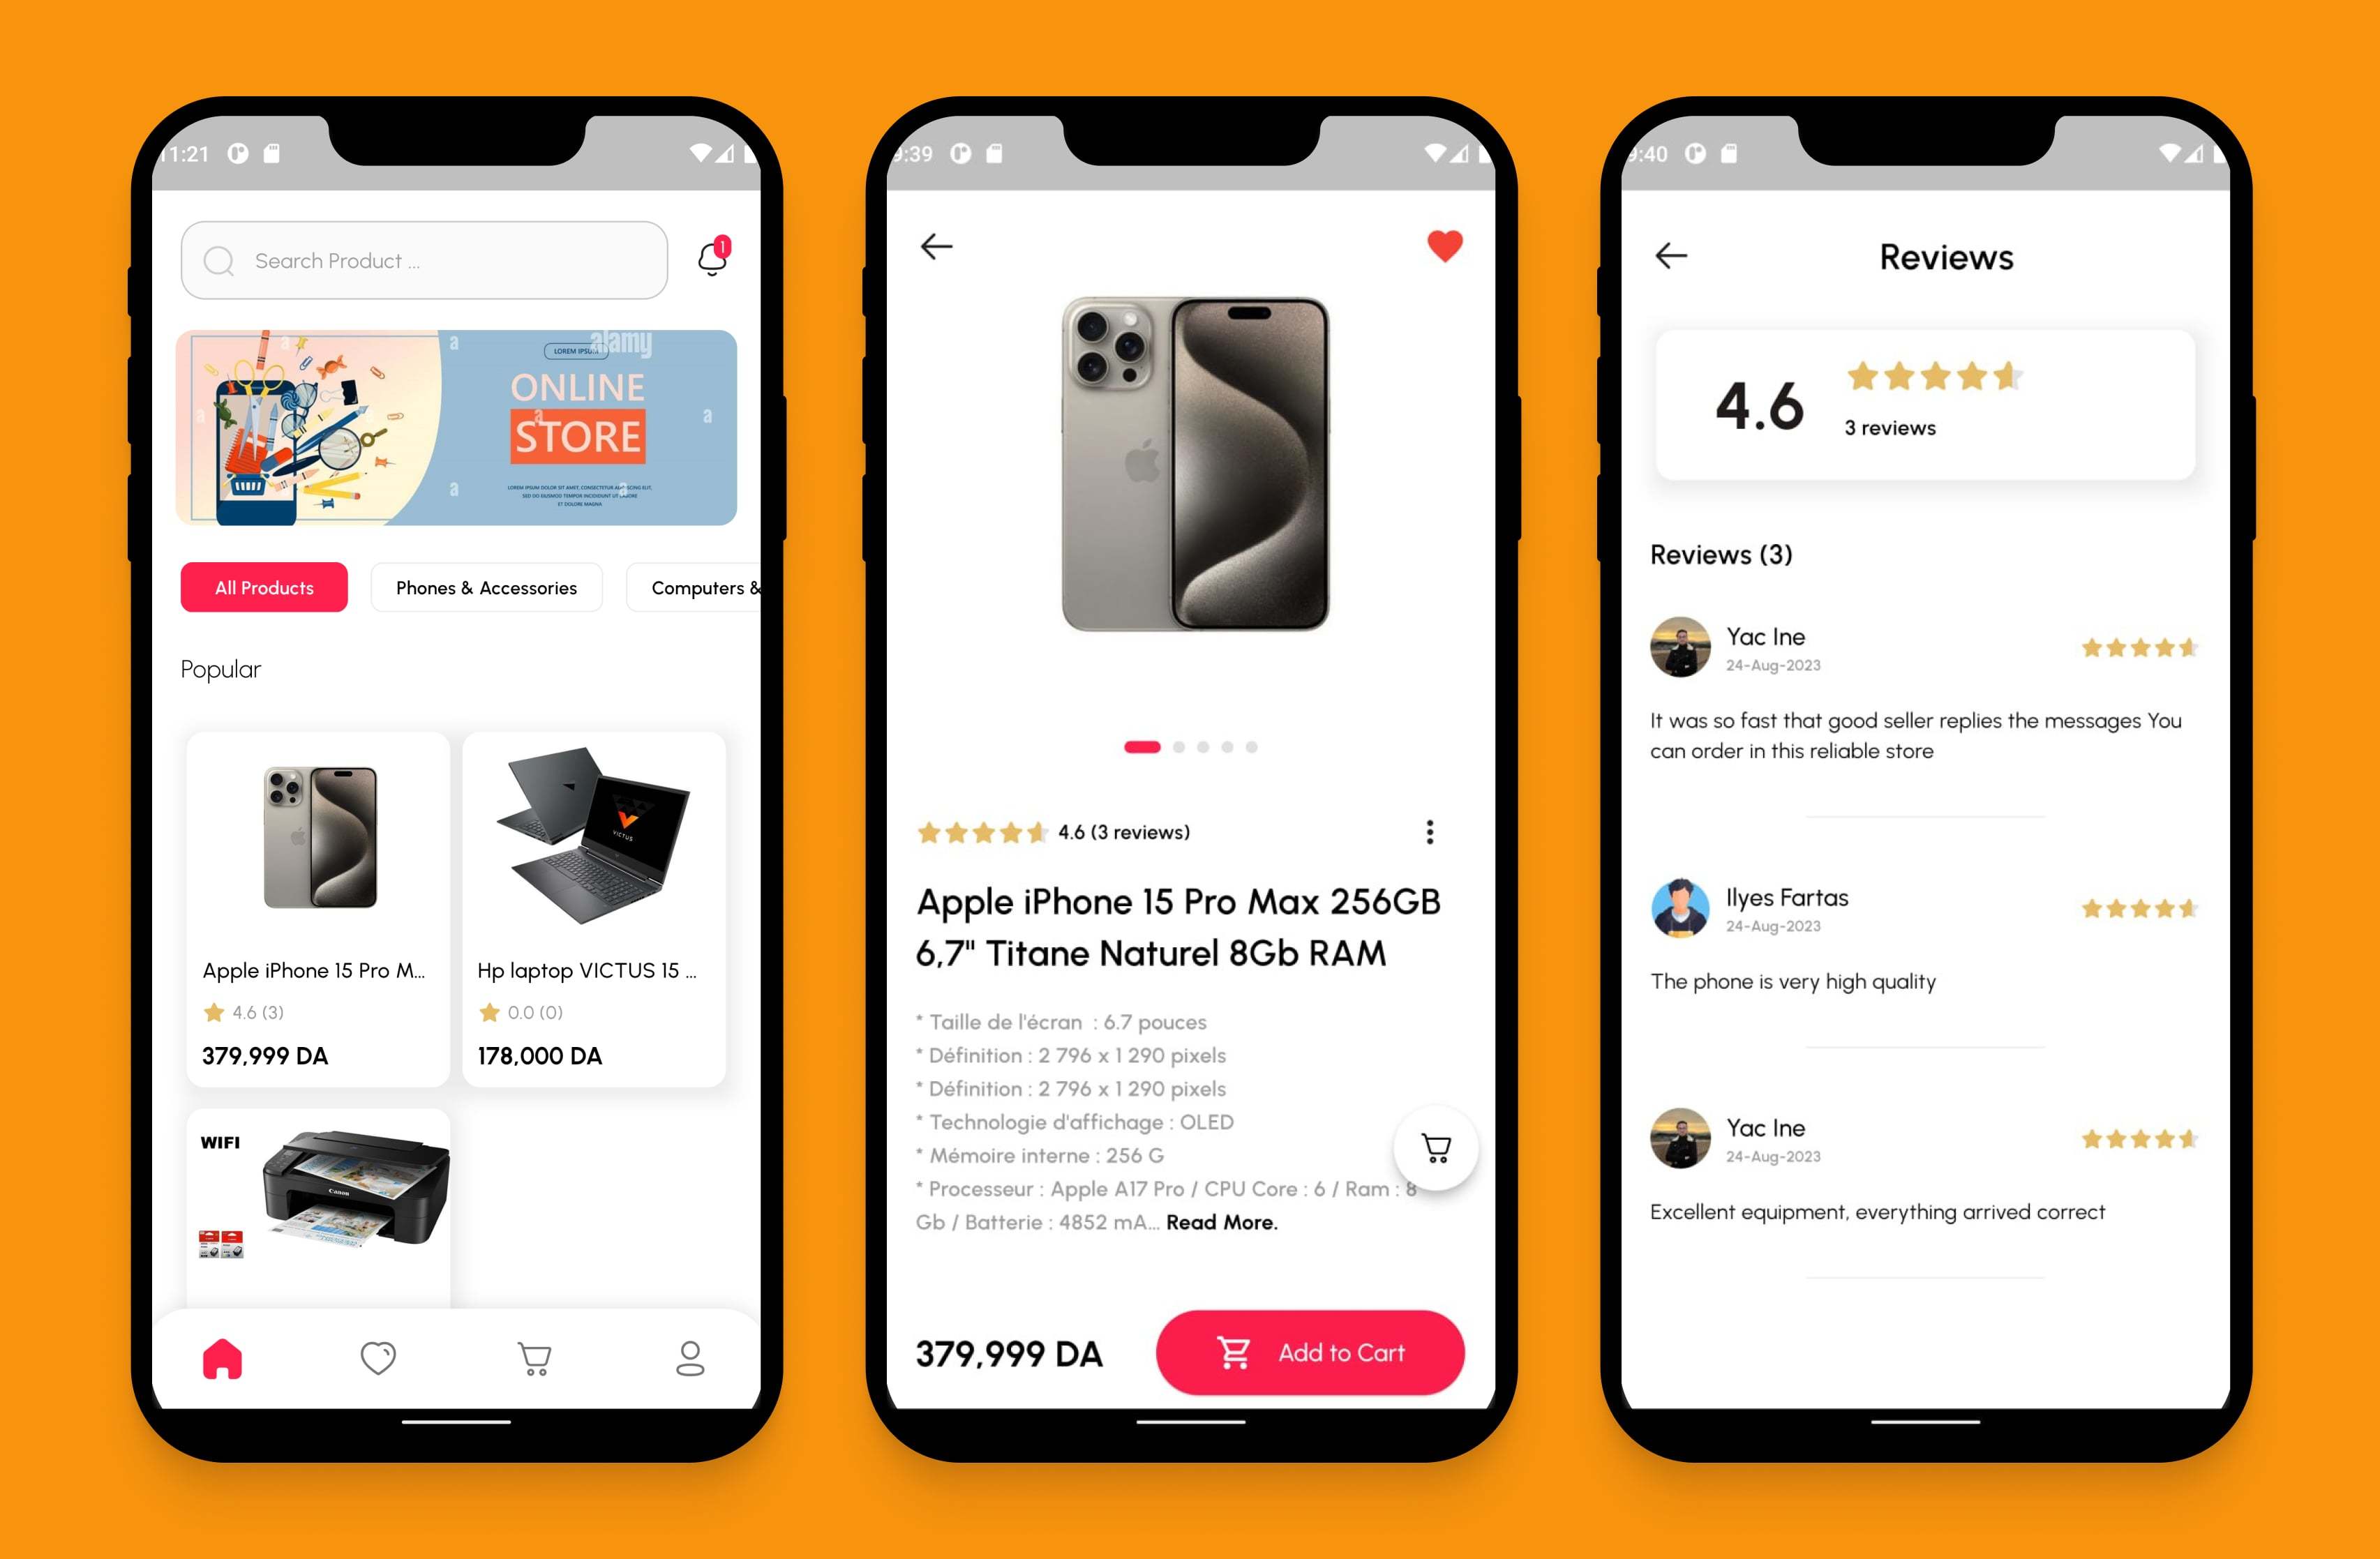 11:21
Search Product ...
1
alamy
LOREM IPSUM
ONLINE
STORE
LOREM IPSUM DOLOR SIT AMET, CONSECTETUR ADIPISCING ELIT,
SED DO EIUSMOD TEMPOR INCIDIDUNT UT LABORE
ET DOLORE MAGNA
a
a
a
a
a
a
a
All Products
Phones & Accessories
Computers &
Popular
VICTUS
Apple iPhone 15 Pro M...
4.6 (3)
379,999 DA
Hp laptop VICTUS 15 ...
0.0 (0)
178,000 DA
WIFI
Canon
9:39
4.6 (3 reviews)
Apple iPhone 15 Pro Max 256GB
6,7" Titane Naturel 8Gb RAM
* Taille de l'écran : 6.7 pouces
* Définition : 2 796 x 1 290 pixels
* Définition : 2 796 x 1 290 pixels
* Technologie d'affichage : OLED
* Mémoire interne : 256 G
* Processeur : Apple A17 Pro / CPU Core : 6 / Ram : 8
Gb / Batterie : 4852 mA... Read More.
379,999 DA
Add to Cart
9:40
Reviews
4.6
3 reviews
Reviews (3)
Yac Ine
24-Aug-2023
It was so fast that good seller replies the messages You
can order in this reliable store
Ilyes Fartas
24-Aug-2023
The phone is very high quality
Yac Ine
24-Aug-2023
Excellent equipment, everything arrived correct